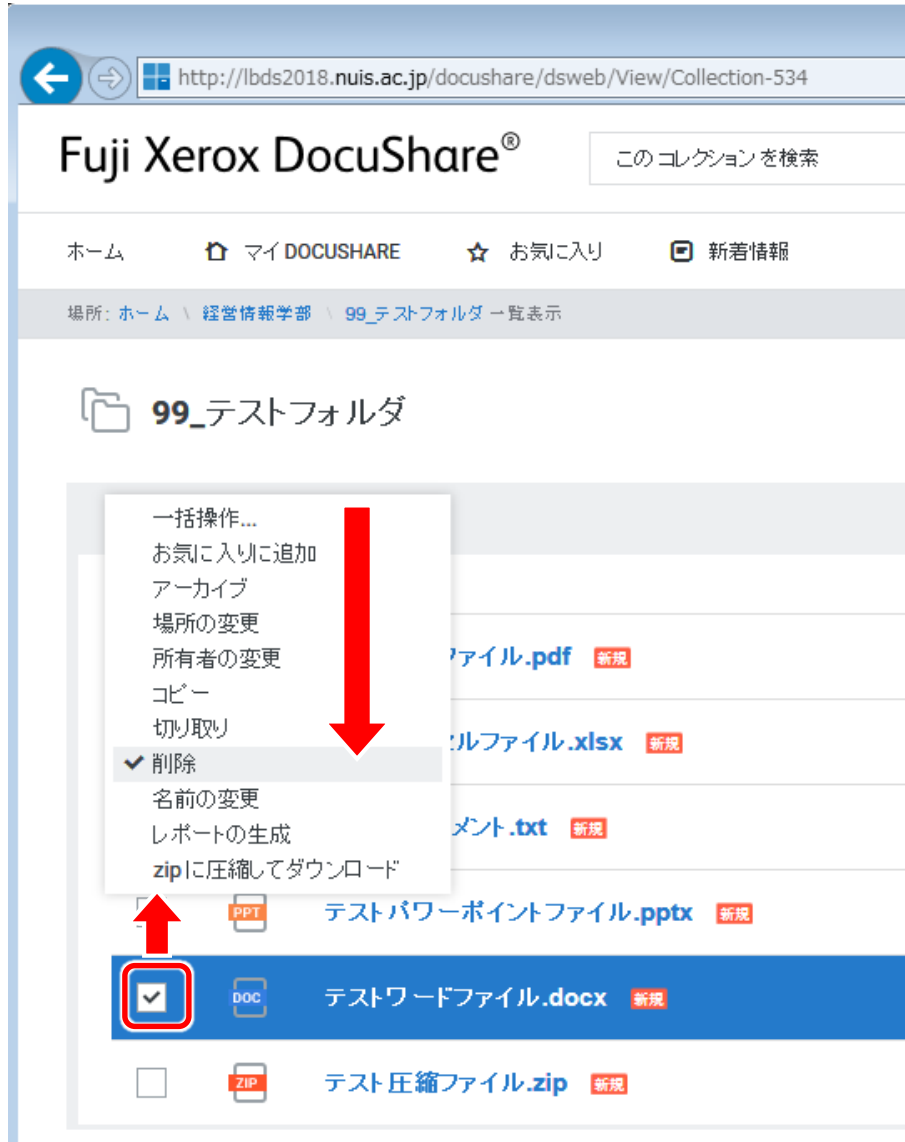 http://lbds2018.nuis.ac.jp/docushare/dsweb/View/Collection-534
Fuji Xerox DocuShare®
このコレクションを検索
ホーム マイ DOCUSHARE お気に入り 新着情報
場所: ホーム \ 経営情報学部 \ 99_テストフォルダ 一覧表示
99_テストフォルダ
一括操作...
お気に入りに追加
アーカイブ
場所の変更
所有者の変更
コピー
切り取り
削除
名前の変更
レポートの生成
zipに圧縮してダウンロード
ファイル.pdf 新規
ルファイル.xlsx 新規
メント.txt 新規
PPT テストパワーポイントファイル.pptx 新規
DOC テストワードファイル.docx 新規
ZIP テスト圧縮ファイル.zip 新規